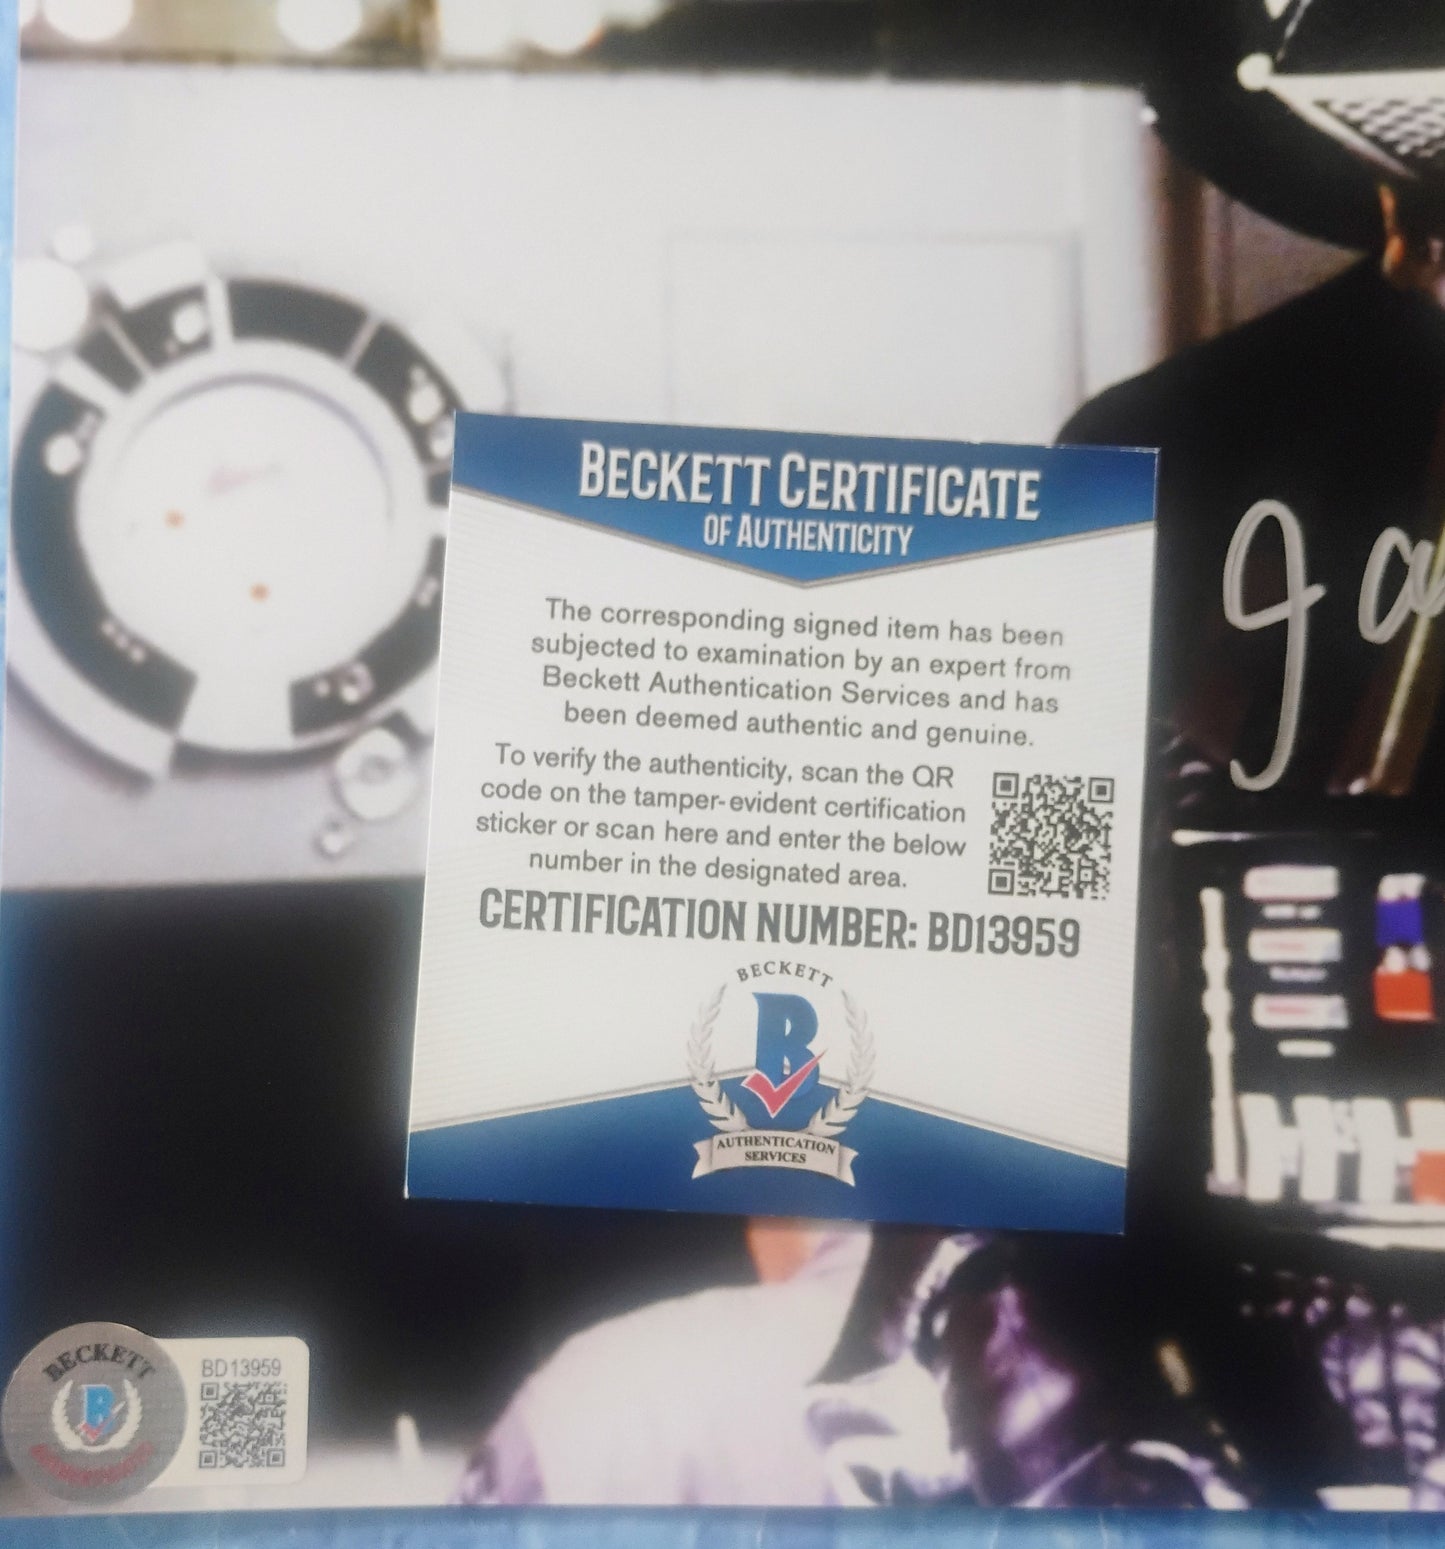 BECKETT CERTIFICATE
OF AUTHENTICITY
The corresponding signed item has been
subjected to examination by an expert from
Beckett Authentication Services and has
been deemed authentic and genuine.
To verify the authenticity, scan the QR
code on the tamper-evident certification
sticker or scan here and enter the below
number in the designated area.
CERTIFICATION NUMBER: BD13959
BECKETT
B
AUTHENTICATION
SERVICES
BECKETT
B
BD13959